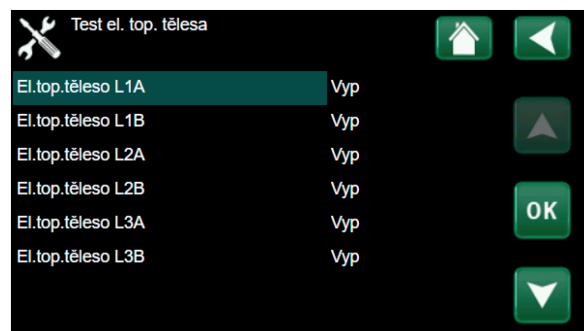 Test el. top. tělesa
El.top.těleso L1A Vyp
El.top.těleso L1B Vyp
El.top.těleso L2A Vyp
El.top.těleso L2B Vyp
El.top.těleso L3A Vyp
OK
El.top.těleso L3B Vyp